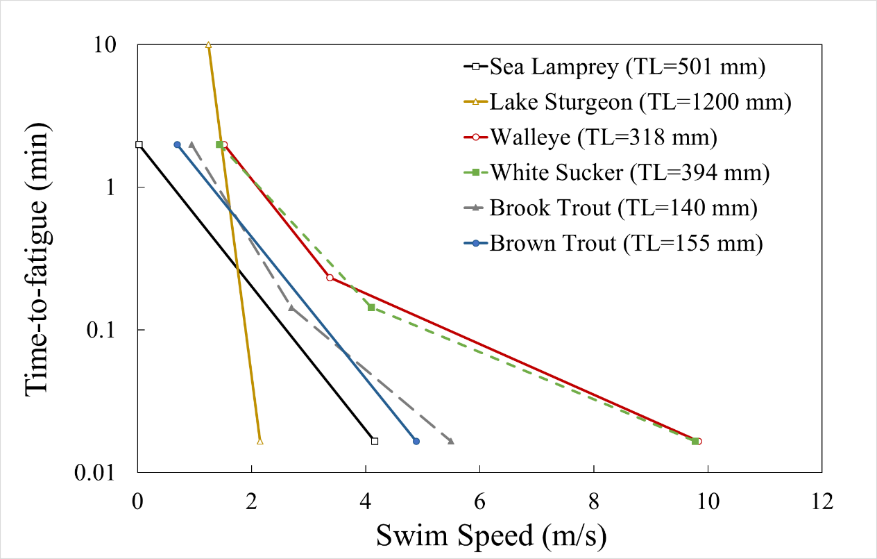 10
1
0.1
0.01
Time-to-fatigue (min)
Sea Lamprey (TL=501 mm)
Lake Sturgeon (TL=1200 mm)
Walleye (TL=318 mm)
White Sucker (TL=394 mm)
Brook Trout (TL=140 mm)
Brown Trout (TL=155 mm)
0 2 4 6 8 10 12
Swim Speed (m/s)